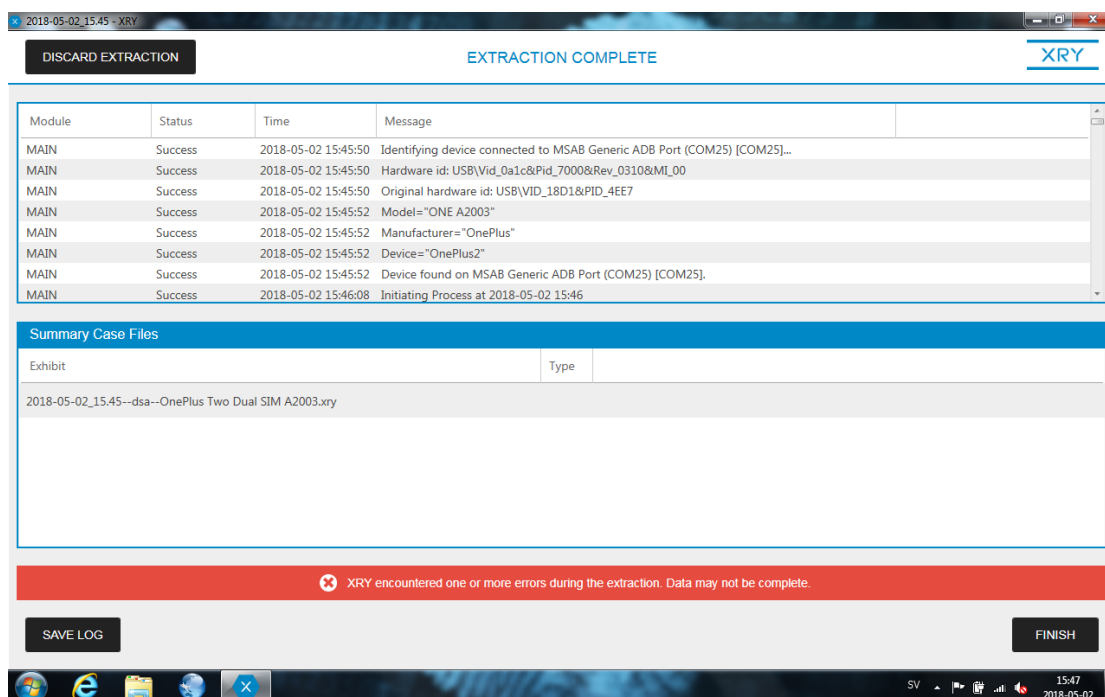 2018-05-02_15.45 - XRY
DISCARD EXTRACTION
EXTRACTION COMPLETE
XRY
Module Status Time Message
MAIN Success 2018-05-02 15:45:50 Identifying device connected to MSAB Generic ADB Port (COM25) [COM25]...
MAIN Success 2018-05-02 15:45:50 Hardware id: USB\Vid_0a1c&Pid_7000&Rev_0310&MI_00
MAIN Success 2018-05-02 15:45:50 Original hardware id: USB\VID_18D1&PID_4EE7
MAIN Success 2018-05-02 15:45:52 Model="ONE A2003"
MAIN Success 2018-05-02 15:45:52 Manufacturer="OnePlus"
MAIN Success 2018-05-02 15:45:52 Device="OnePlus2"
MAIN Success 2018-05-02 15:45:52 Device found on MSAB Generic ADB Port (COM25) [COM25].
MAIN Success 2018-05-02 15:46:08 Initiating Process at 2018-05-02 15:46
Summary Case Files
Exhibit Type
2018-05-02_15.45--dsa--OnePlus Two Dual SIM A2003.xry
XRY encountered one or more errors during the extraction. Data may not be complete.
SAVE LOG
FINISH
SV
15:47
2018-05-02